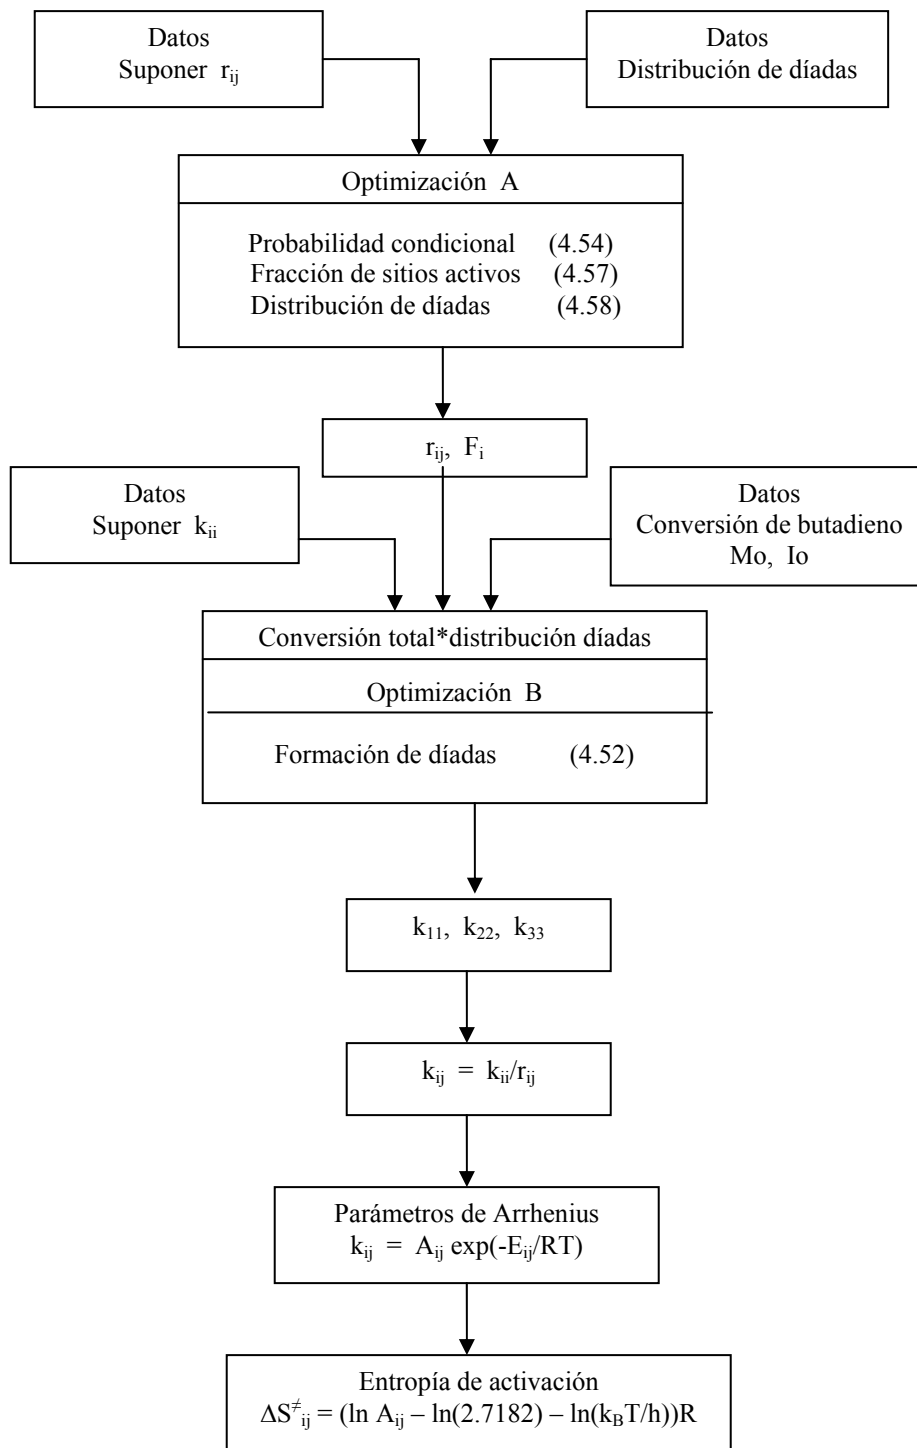 Datos
Suponer r_ij
Datos
Distribución de díadas
Optimización A
Probabilidad condicional (4.54)
Fracción de sitios activos (4.57)
Distribución de díadas (4.58)
r_ij, F_i
Datos
Suponer k_ii
Datos
Conversión de butadieno
Mo, Io
Conversión total*distribución díadas
Optimización B
Formación de díadas (4.52)
k_11, k_22, k_33
k_ij = k_ii/r_ij
Parámetros de Arrhenius
k_ij = A_ij exp(-E_ij/RT)
Entropía de activación
ΔS^≠_ij = (ln A_ij – ln(2.7182) – ln(k_BT/h))R